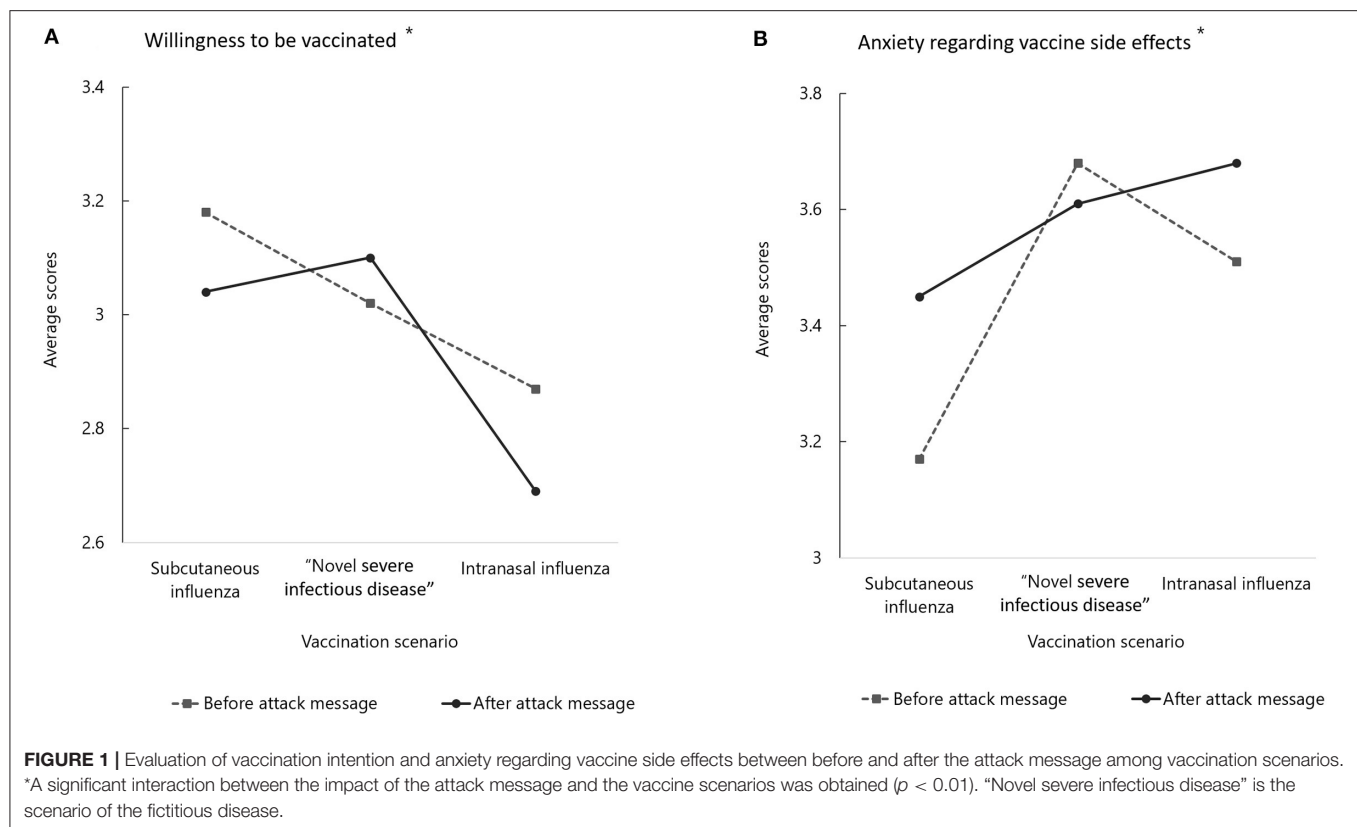 A
Willingness to be vaccinated *
3.4
3.2
3
2.8
2.6
Average scores
Subcutaneous
influenza
"Novel severe
infectious disease"
Intranasal influenza
Vaccination scenario
Before attack message
After attack message
B
Anxiety regarding vaccine side effects *
3.8
3.6
3.4
3.2
3
Average scores
Subcutaneous
influenza
"Novel severe
infectious disease"
Intranasal influenza
Vaccination scenario
Before attack message
After attack message
FIGURE 1 | Evaluation of vaccination intention and anxiety regarding vaccine side effects between before and after the attack message among vaccination scenarios.
*A significant interaction between the impact of the attack message and the vaccine scenarios was obtained (p < 0.01). "Novel severe infectious disease" is the
scenario of the fictitious disease.